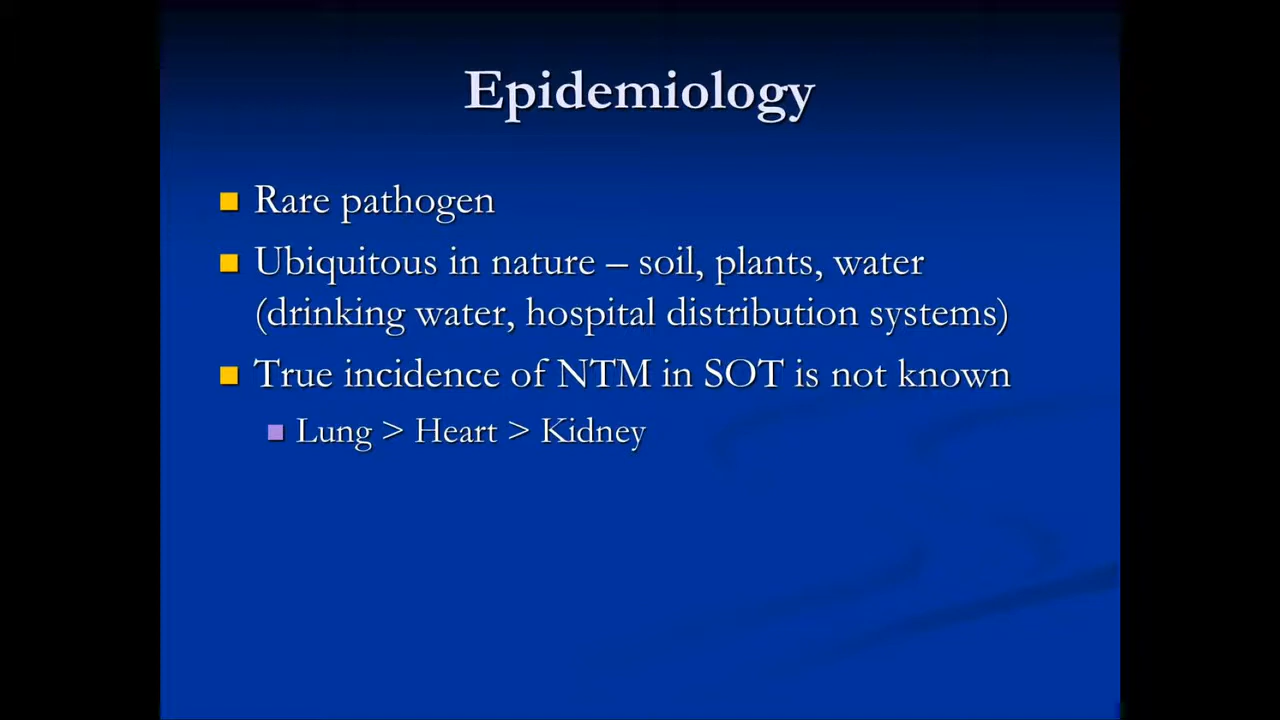 Epidemiology
Rare pathogen
Ubiquitous in nature – soil, plants, water
(drinking water, hospital distribution systems)
True incidence of NTM in SOT is not known
Lung > Heart > Kidney